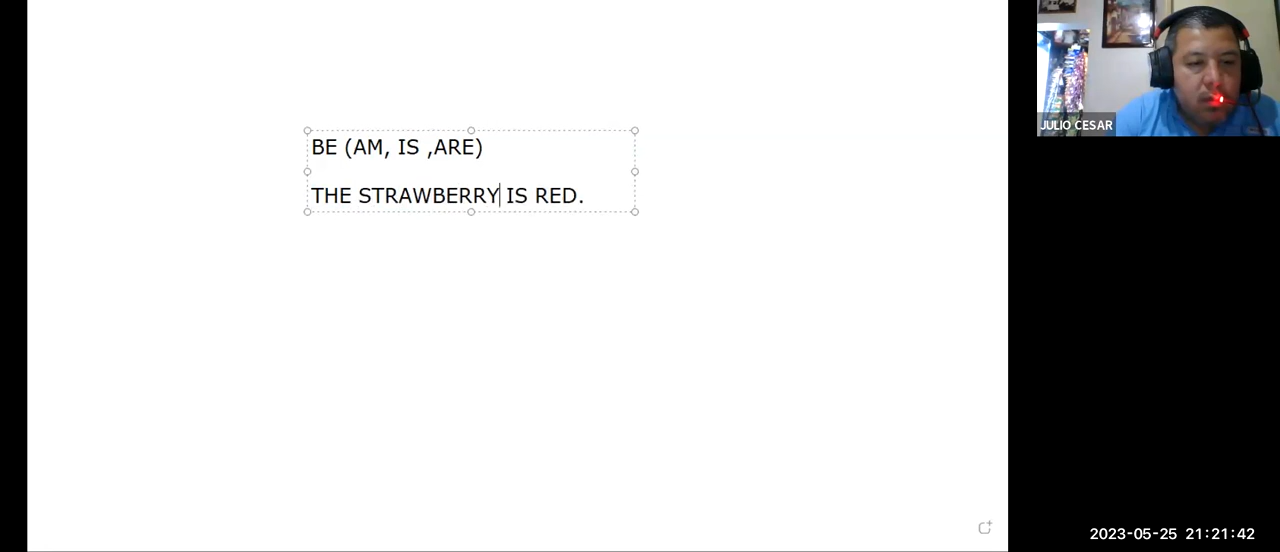 BE (AM, IS ,ARE)
THE STRAWBERRY IS RED.
JULIO CESAR
2023-05-25 21:21:42